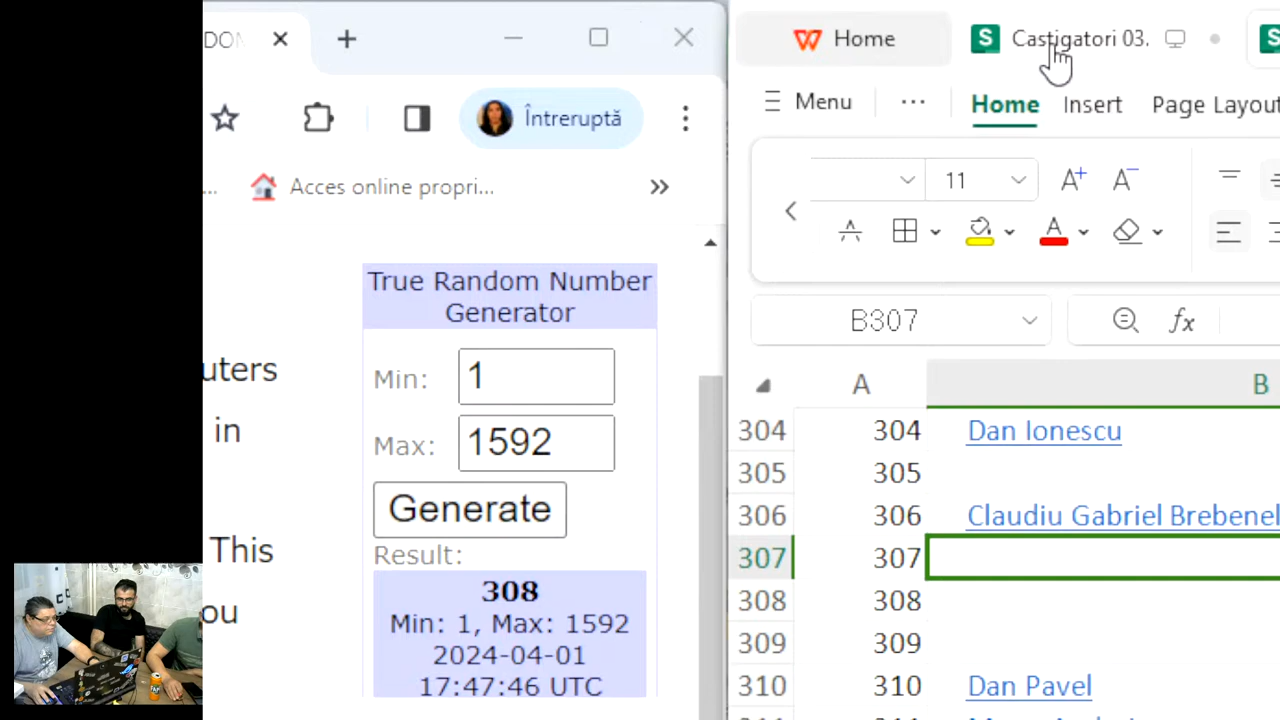 Home
Castigatori 03.
Întreruptă
Menu
...
Home
Insert
Page Layout
... Acces online propri...
11
B307
True Random Number
Generator
Min: 1
Max: 1592
Generate
Result:
308
Min: 1, Max: 1592
2024-04-01
17:47:46 UTC
uters
in
This
ou
A
B
304 304 Dan Ionescu
305 305
306 306 Claudiu Gabriel Brebenel
307 307
308 308
309 309
310 310 Dan Pavel